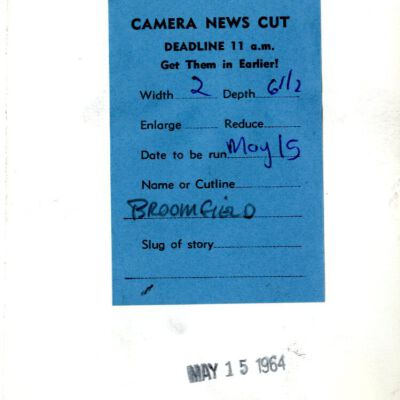 CAMERA NEWS CUT
DEADLINE 11 a.m.
Get Them in Earlier!
Width 2 Depth 6 1/2
Enlarge Reduce
Date to be run May 15
Name or Cutline
BROOMFIELD
Slug of story
MAY 15 1964